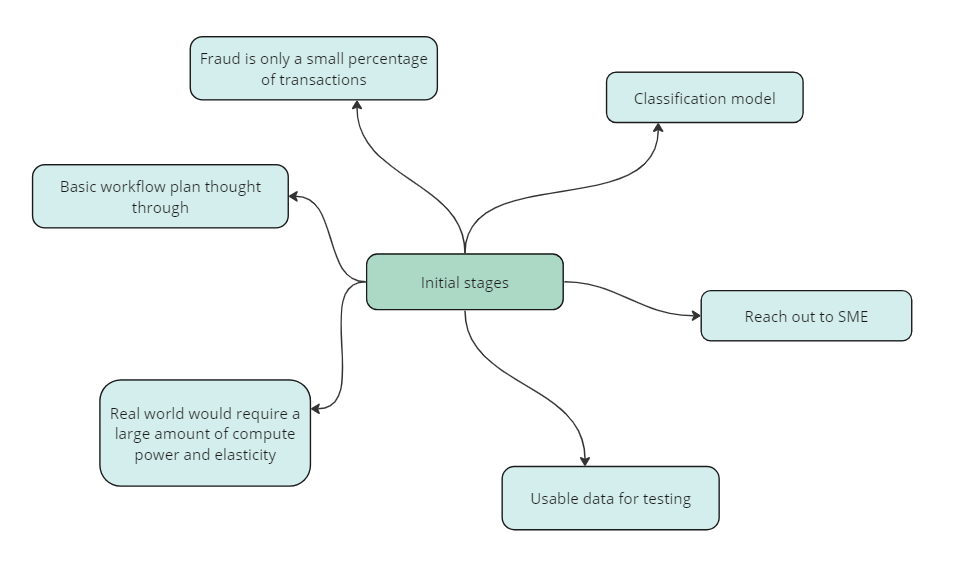 Fraud is only a small percentage
of transactions
Classification model
Basic workflow plan thought
through
Initial stages
Reach out to SME
Real world would require a
large amount of compute
power and elasticity
Usable data for testing